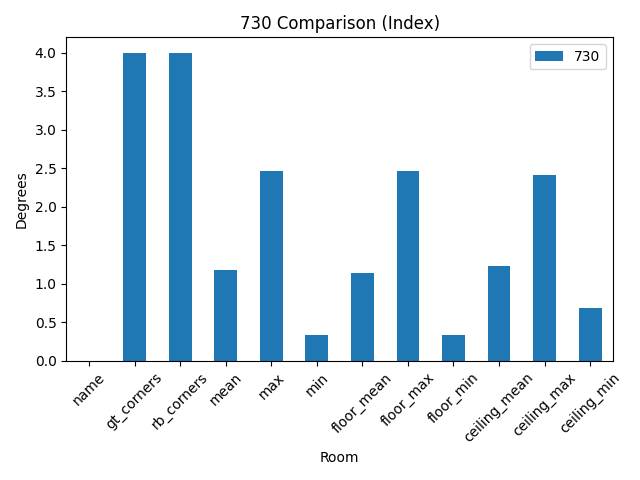 730 Comparison (Index)
730
Degrees
4.0
3.5
3.0
2.5
2.0
1.5
1.0
0.5
0.0
name
gt_corners
rb_corners
mean
max
min
floor_mean
floor_max
floor_min
ceiling_mean
ceiling_max
ceiling_min
Room